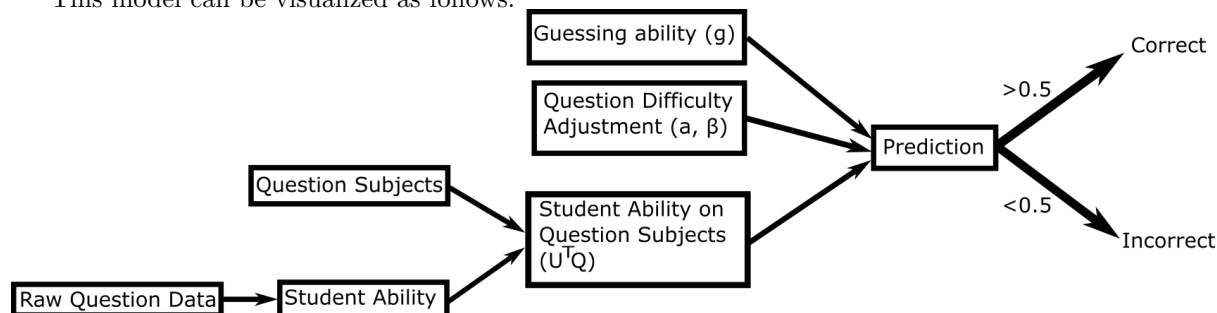 This model can be visualized as follows.
Guessing ability (g)
Correct
>0.5
Question Difficulty
Adjustment (a, β)
Prediction
Question Subjects
Student Ability on
Question Subjects
(UᵀQ)
<0.5
Incorrect
Raw Question Data
Student Ability